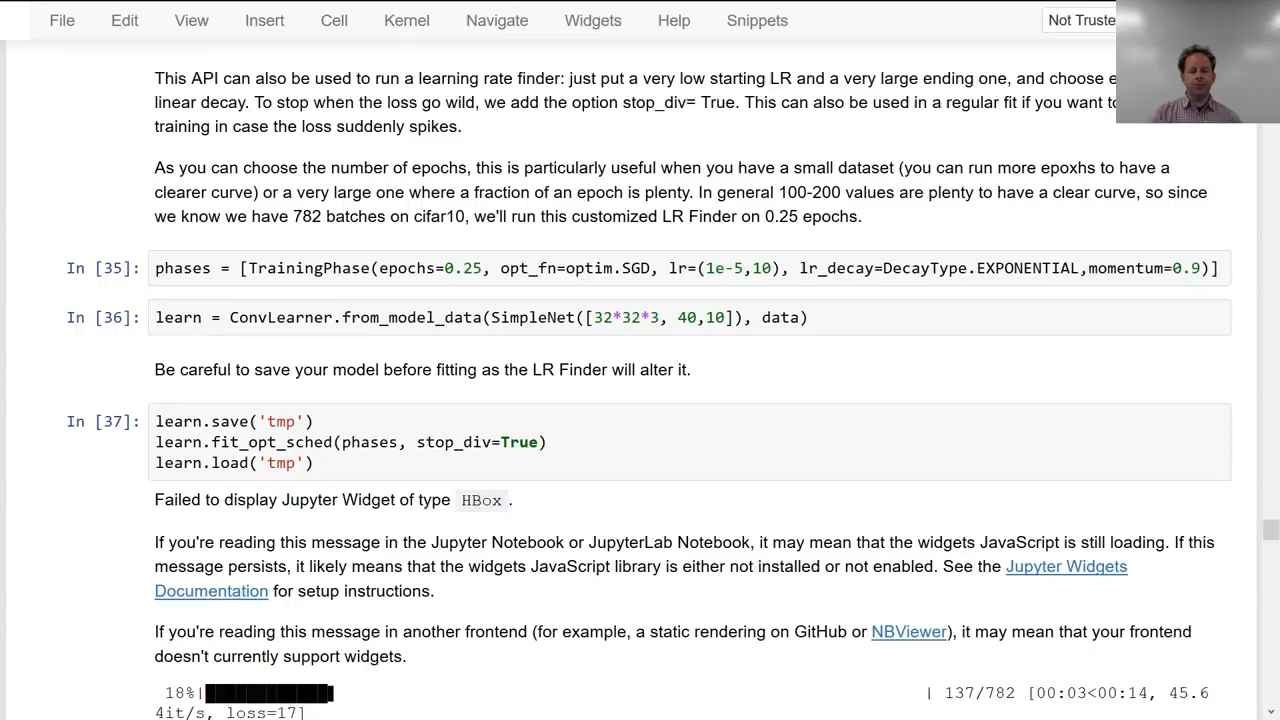 File Edit View Insert Cell Kernel Navigate Widgets Help Snippets Not Truste
This API can also be used to run a learning rate finder: just put a very low starting LR and a very large ending one, and choose
linear decay. To stop when the loss go wild, we add the option stop_div= True. This can also be used in a regular fit if you want
training in case the loss suddenly spikes.
As you can choose the number of epochs, this is particularly useful when you have a small dataset (you can run more epoxhs to have a
clearer curve) or a very large one where a fraction of an epoch is plenty. In general 100-200 values are plenty to have a clear curve, so since
we know we have 782 batches on cifar10, we'll run this customized LR Finder on 0.25 epochs.
In [35]: phases = [TrainingPhase(epochs=0.25, opt_fn=optim.SGD, lr=(1e-5,10), lr_decay=DecayType.EXPONENTIAL,momentum=0.9)]
In [36]: learn = ConvLearner.from_model_data(SimpleNet([32*32*3, 40,10]), data)
Be careful to save your model before fitting as the LR Finder will alter it.
In [37]: learn.save('tmp')
learn.fit_opt_sched(phases, stop_div=True)
learn.load('tmp')
Failed to display Jupyter Widget of type HBox.
If you're reading this message in the Jupyter Notebook or JupyterLab Notebook, it may mean that the widgets JavaScript is still loading. If this
message persists, it likely means that the widgets JavaScript library is either not installed or not enabled. See the Jupyter Widgets
Documentation for setup instructions.
If you're reading this message in another frontend (for example, a static rendering on GitHub or NBViewer), it may mean that your frontend
doesn't currently support widgets.
18%| | 137/782 [00:03<00:14, 45.6
4it/s, loss=17]